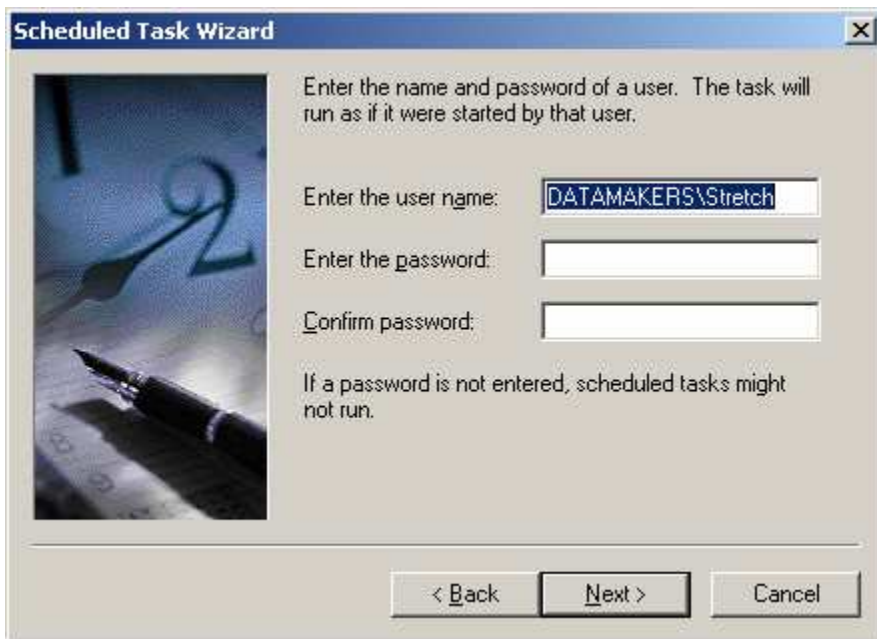 Scheduled Task Wizard
Enter the name and password of a user. The task will
run as if it were started by that user.
Enter the user name: DATAMAKERS\Stretch
Enter the password:
Confirm password:
If a password is not entered, scheduled tasks might
not run.
< Back Next > Cancel